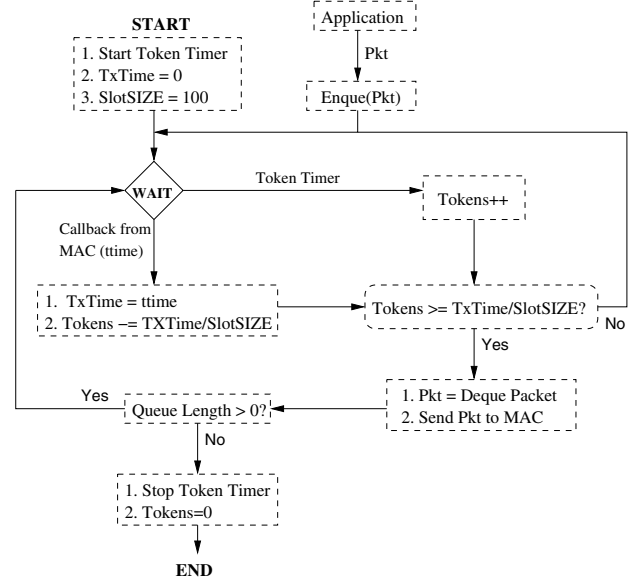 START
1. Start Token Timer
2. TxTime = 0
3. SlotSIZE = 100
Application
Pkt
Enque(Pkt)
WAIT
Token Timer
Tokens++
Callback from
MAC (ttime)
1. TxTime = ttime
2. Tokens −= TXTime/SlotSIZE
Tokens >= TxTime/SlotSIZE?
No
Yes
1. Pkt = Deque Packet
2. Send Pkt to MAC
Queue Length > 0?
Yes
No
1. Stop Token Timer
2. Tokens=0
END